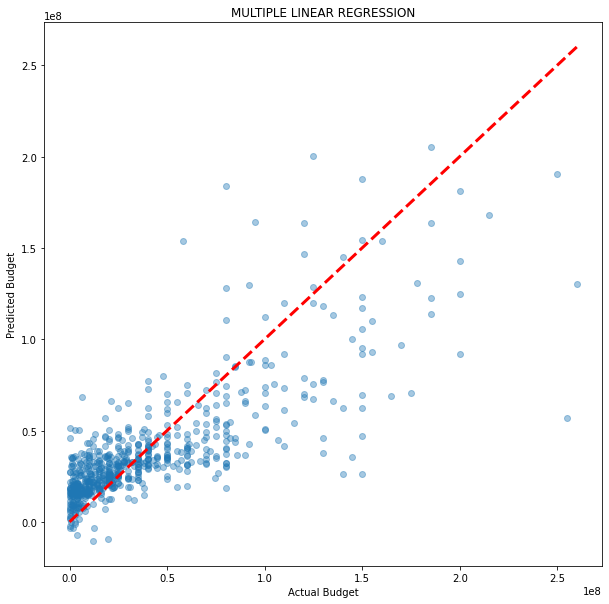 MULTIPLE LINEAR REGRESSION
1e8
2.5
2.0
1.5
1.0
0.5
0.0
Predicted Budget
0.0 0.5 1.0 1.5 2.0 2.5
1e8
Actual Budget